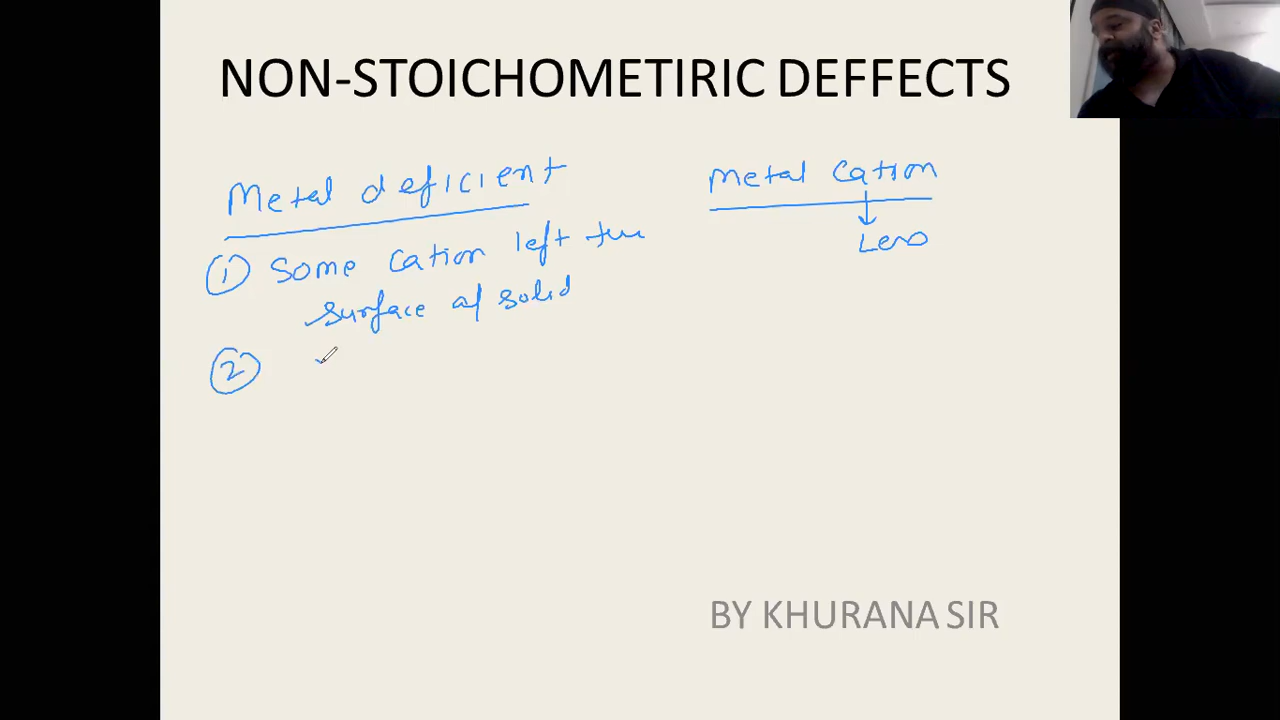 NON-STOICHOMETIRIC DEFFECTS
Metal deficient
Metal Cation
Less
① Some Cation left the
surface of solid
②
BY KHURANA SIR